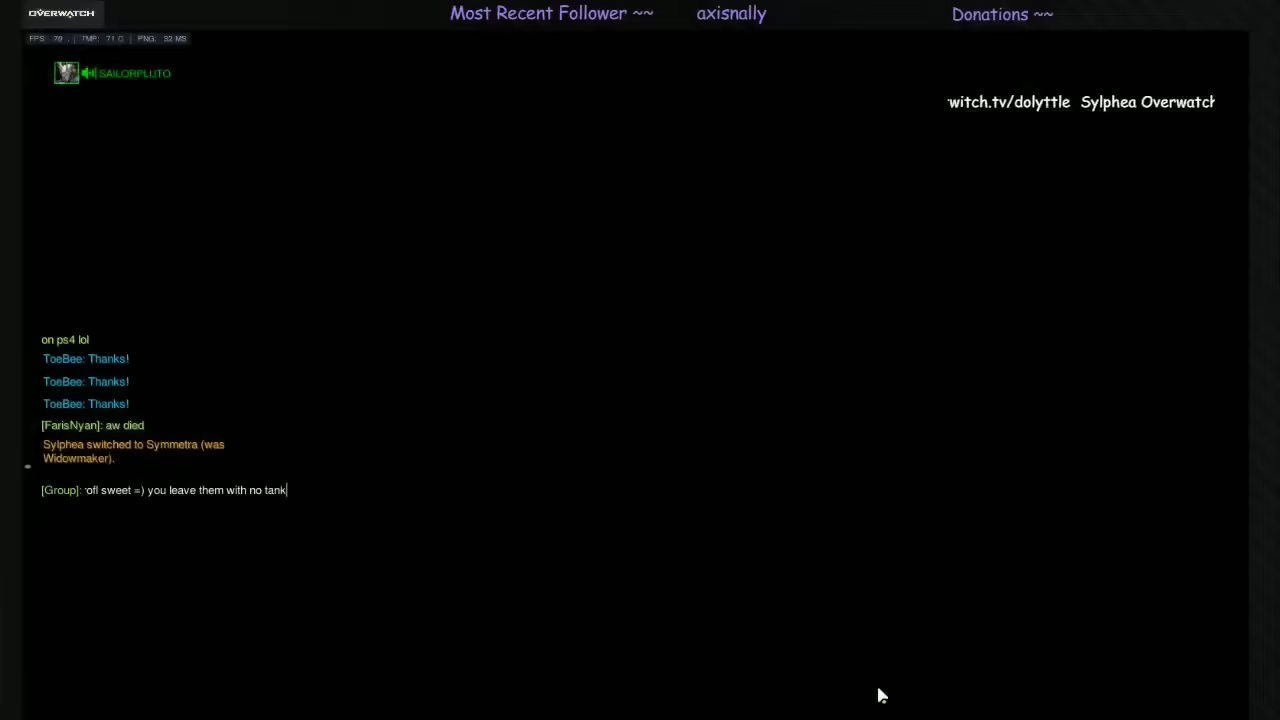 OVERWATCH
Most Recent Follower ~~ axisnally Donations ~~
FPS: 70 . | TMP: 71 C | PNG: 32 MS
SAILORPLUTO
witch.tv/dolyttle Sylphea Overwatch
on ps4 lol
ToeBee: Thanks!
ToeBee: Thanks!
ToeBee: Thanks!
[FarisNyan]: aw died
Sylphea switched to Symmetra (was
Widowmaker).
[Group]: rofl sweet =) you leave them with no tank